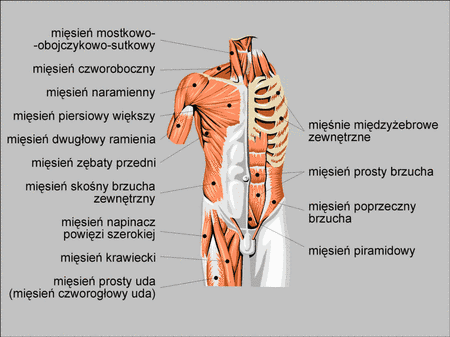 mięsień mostkowo-
-obojczykowo-sutkowy
mięsień czworoboczny
mięsień naramienny
mięsień piersiowy większy
mięsień dwugłowy ramienia
mięsień zębaty przedni
mięsień skośny brzucha
zewnętrzny
mięsień napinacz
powięzi szerokiej
mięsień krawiecki
mięsień prosty uda
(mięsień czworogłowy uda)
mięśnie międzyżebrowe
zewnętrzne
mięsień prosty brzucha
mięsień poprzeczny
brzucha
mięsień piramidowy